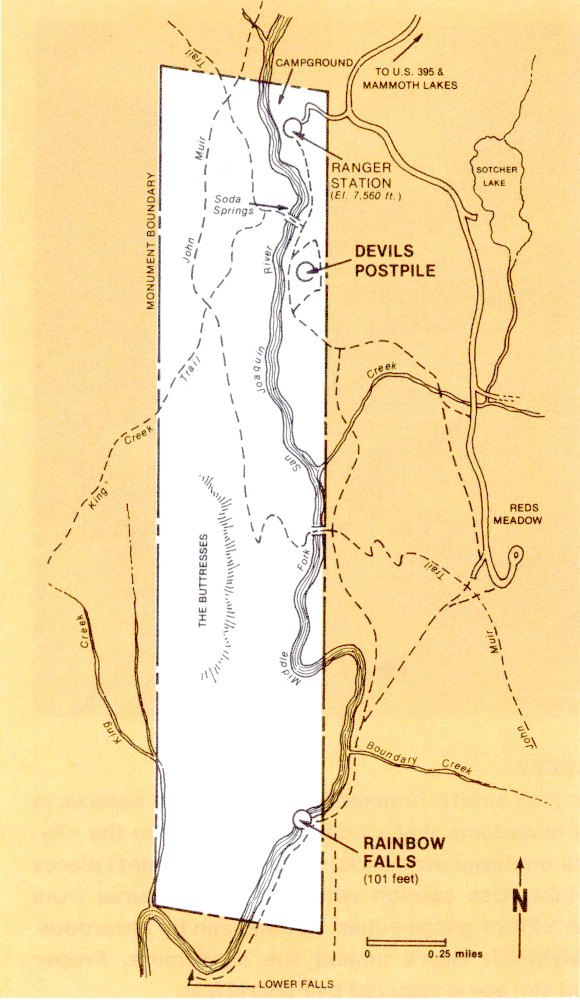 CAMPGROUND
TO U.S. 395 &
MAMMOTH LAKES
Trail
Muir
John
MONUMENT BOUNDARY
RANGER
STATION
(El. 7,560 ft.)
SOTCHER
LAKE
Soda
Springs
River
DEVILS
POSTPILE
Joaquin
Trail
Creek
Creek
King
San
REDS
MEADOW
THE BUTTRESSES
Fork
Trail
Muir
John
Creek
King
Middle
Boundary Creek
RAINBOW
FALLS
(101 feet)
N
0 0.25 miles
LOWER FALLS